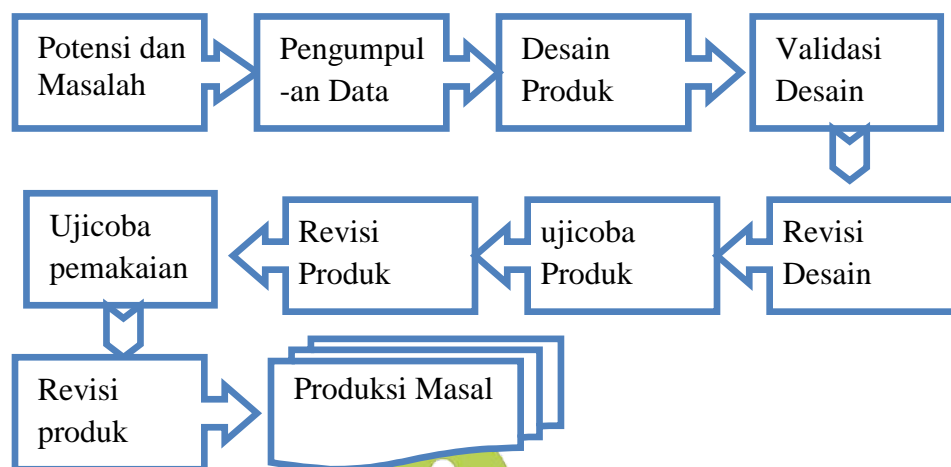 Potensi dan
Masalah
Pengumpul
-an Data
Desain
Produk
Validasi
Desain
Revisi
Desain
ujicoba
Produk
Revisi
Produk
Ujicoba
pemakaian
Revisi
produk
Produksi Masal